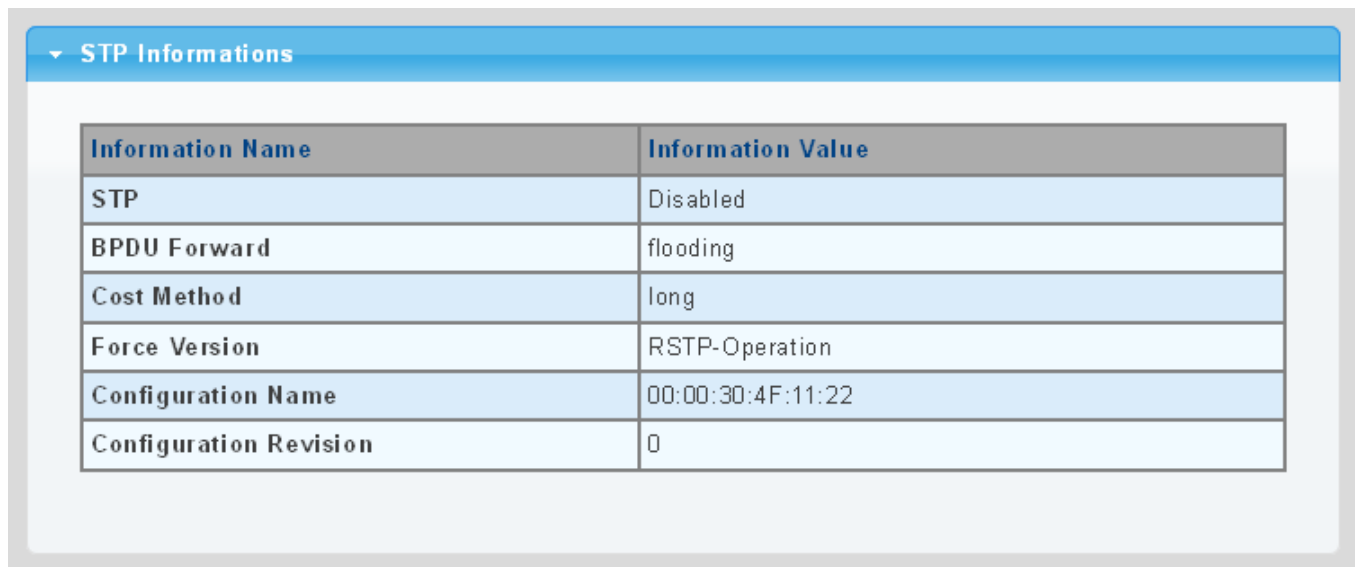 STP Informations
Information Name Information Value
STP Disabled
BPDU Forward flooding
Cost Method long
Force Version RSTP-Operation
Configuration Name 00:00:30:4F:11:22
Configuration Revision 0